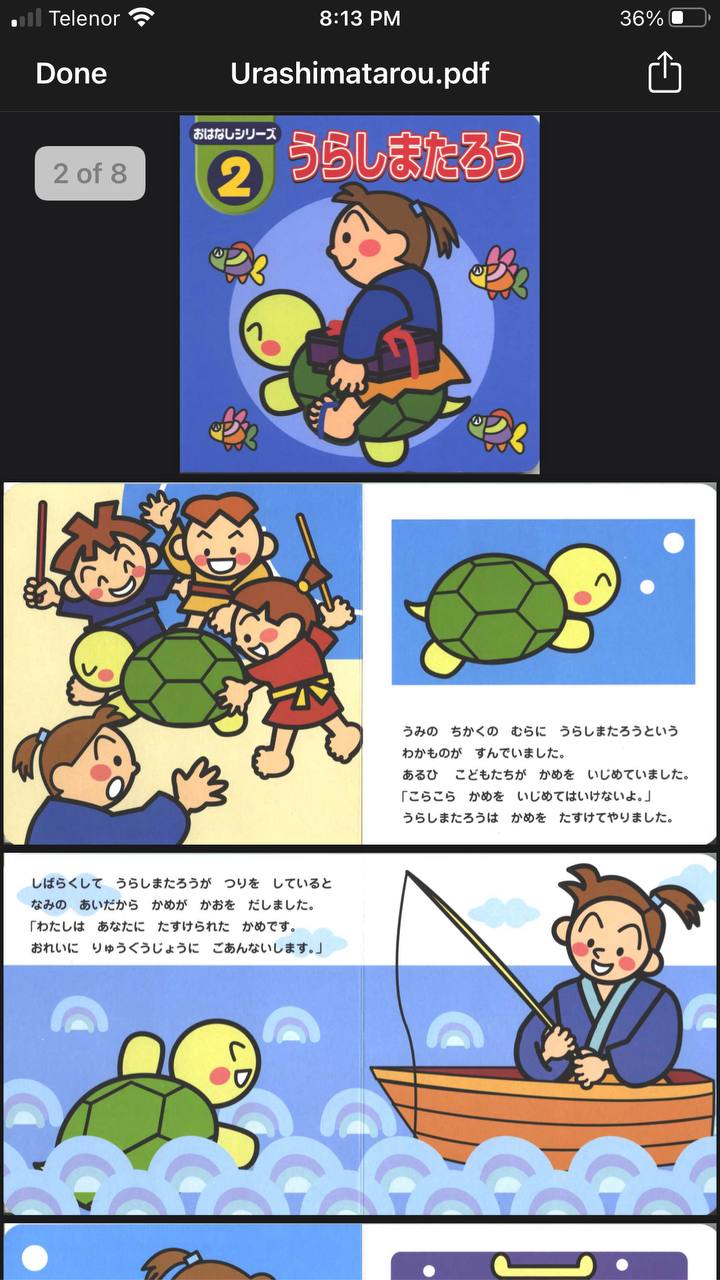 Telenor 8:13 PM 36%
Done Urashimatarou.pdf
2 of 8
おはなしシリーズ
2
うらしまたろう
うみの ちかくの むらに うらしまたろうという
わかものが すんでいました。
あるひ こどもたちが かめを いじめていました。
「こらこら かめを いじめてはいけないよ。」
うらしまたろうは かめを たすけてやりました。
しばらくして うらしまたろうが つりを していると
なみの あいだから かめが かおを だしました。
「わたしは あなたに たすけられた かめです。
おれいに りゅうぐうじょうに ごあんないします。」